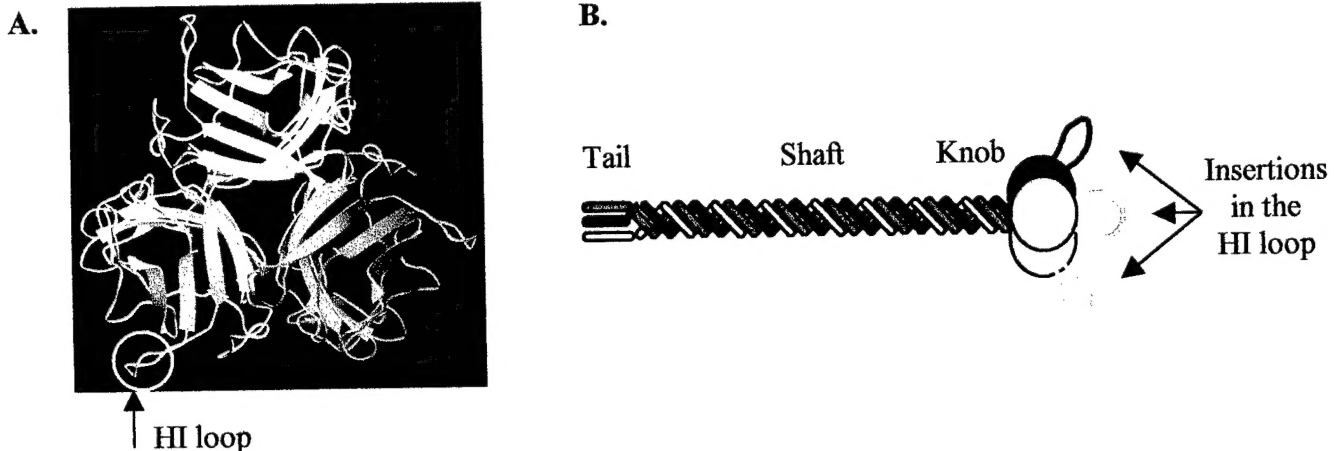 A.
HI loop
B.
Tail
Shaft
Knob
Insertions
in the
HI loop